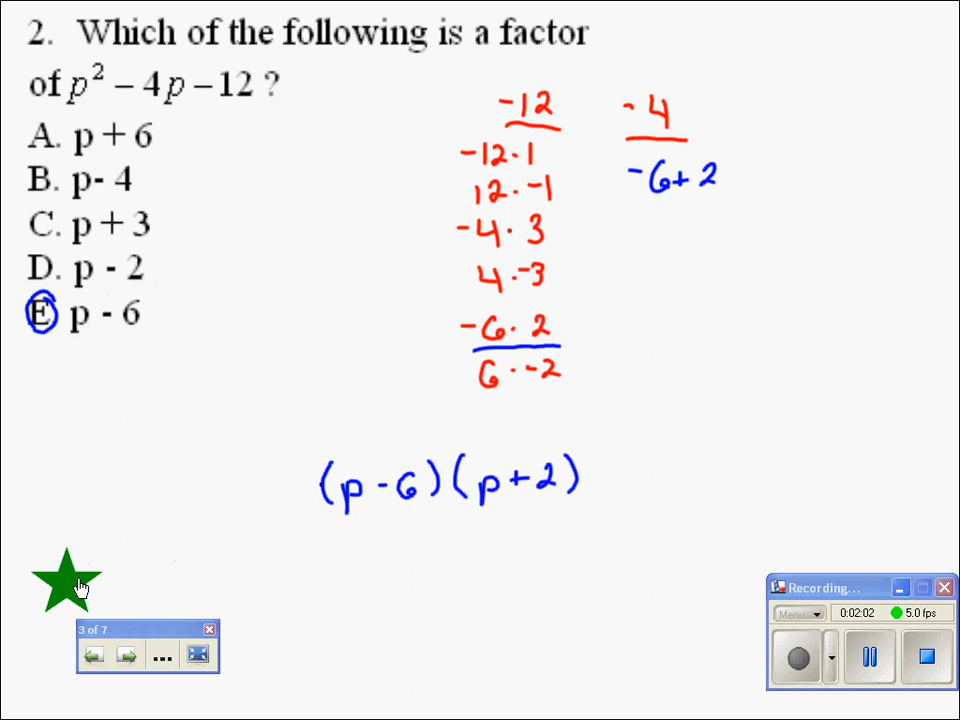 2. Which of the following is a factor
of p² – 4p – 12 ?
A. p + 6
B. p- 4
C. p + 3
D. p - 2
E p - 6
-12
-12 · 1
12 · -1
-4 · 3
4 · -3
-6 · 2
6 · -2
- 4
-6+ 2
(p - 6)(p + 2)
3 of 7
...
Recording...
Menu
0:02:02
5.0 fps